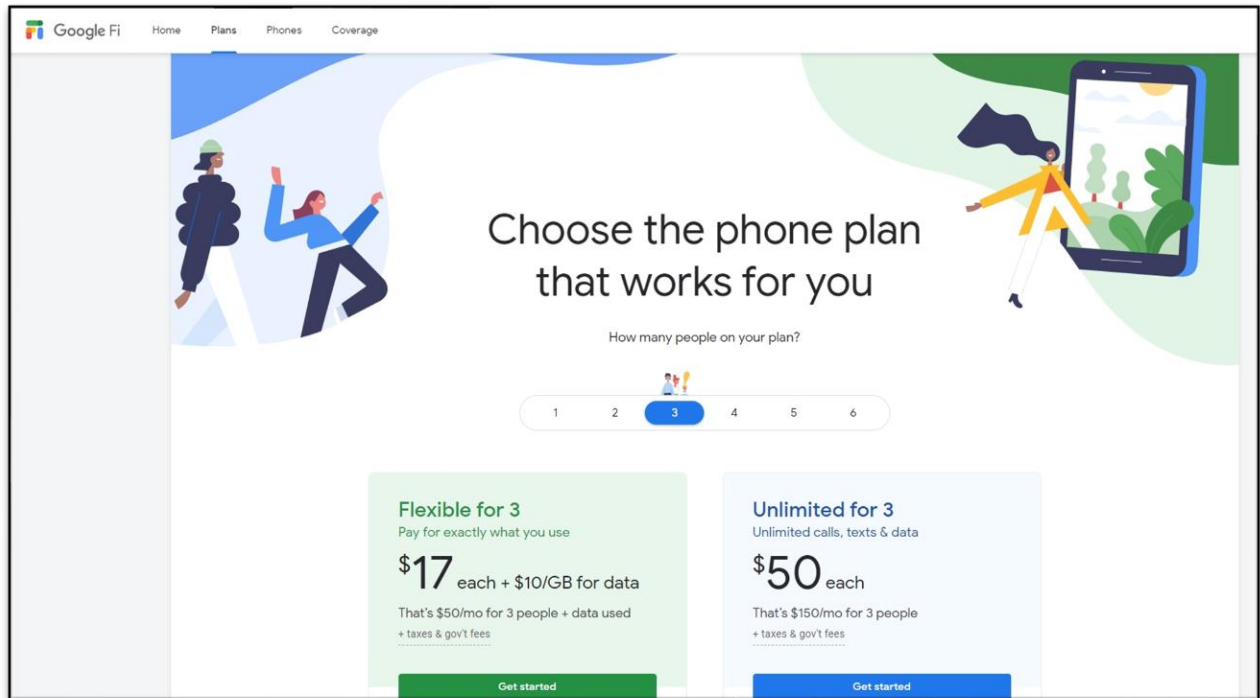 Google Fi Home Plans Phones Coverage
Choose the phone plan
that works for you
How many people on your plan?
1 2 3 4 5 6
Flexible for 3
Pay for exactly what you use
$17 each + $10/GB for data
That's $50/mo for 3 people + data used
+ taxes & gov't fees
Get started
Unlimited for 3
Unlimited calls, texts & data
$50 each
That's $150/mo for 3 people
+ taxes & gov't fees
Get started